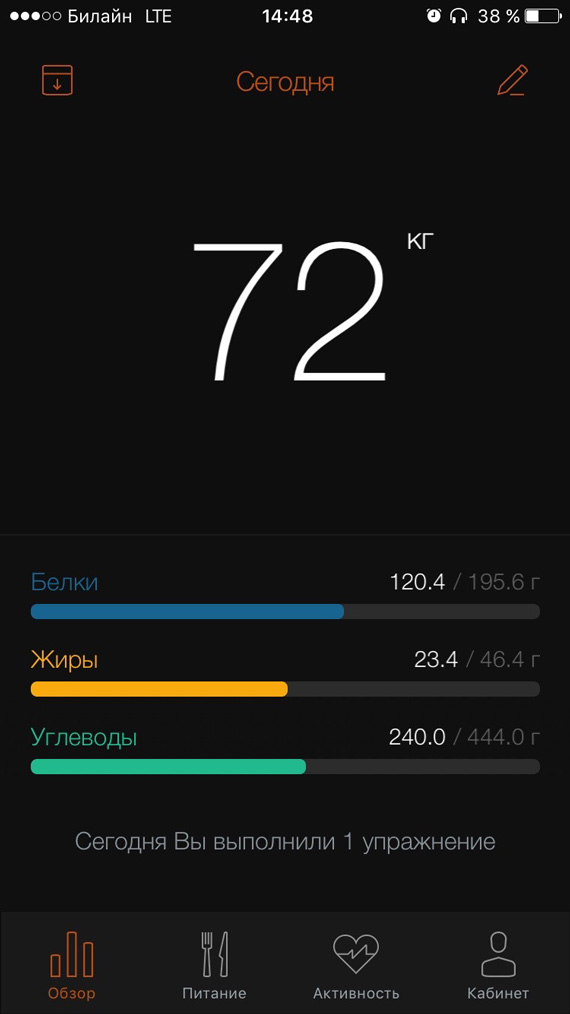 Билайн LTE 14:48 38 %
Сегодня
72 кг
Белки 120.4 / 195.6 г
Жиры 23.4 / 46.4 г
Углеводы 240.0 / 444.0 г
Сегодня Вы выполнили 1 упражнение
Обзор Питание Активность Кабинет